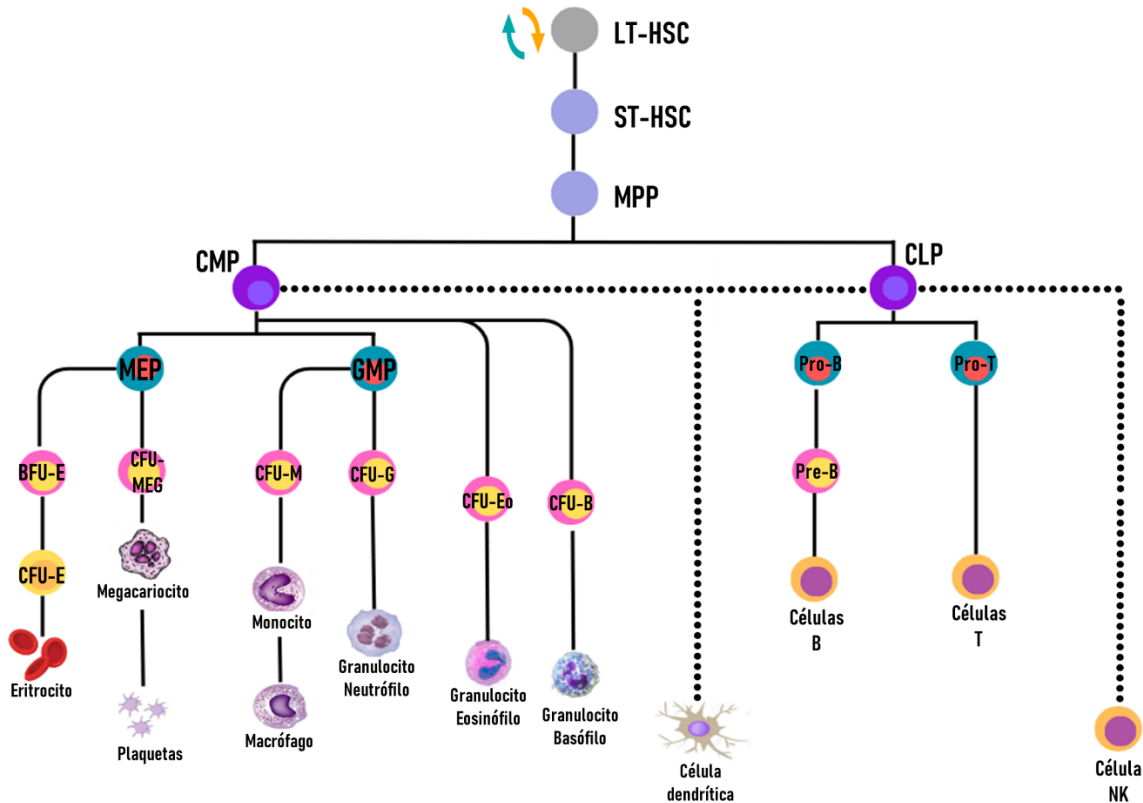 LT-HSC
ST-HSC
MPP
CMP
CLP
MEP
GMP
Pro-B
Pro-T
BFU-E
CFU-
MEG
CFU-M
CFU-G
CFU-Eo
CFU-B
Pre-B
CFU-E
Megacariocito
Monocito
Células
B
Células
T
Eritrocito
Granulocito
Neutrófilo
Granulocito
Eosinófilo
Granulocito
Basófilo
Macrófago
Plaquetas
Célula
dendrítica
Célula
NK